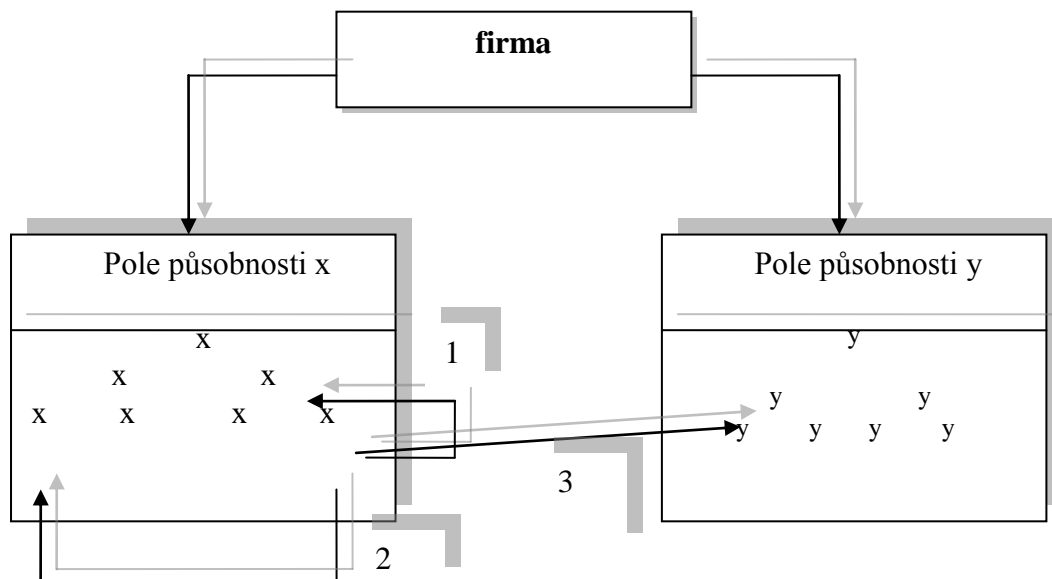 firma
Pole působnosti x
Pole působnosti y
x
y
1
x x
y y
x x x x
y y y y
3
2